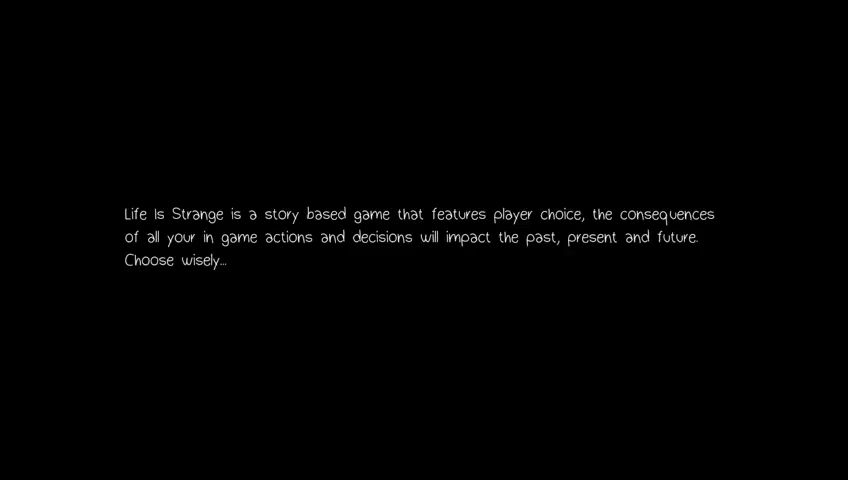 Life Is Strange is a story based game that features player choice, the consequences
of all your in game actions and decisions will impact the past, present and future.
Choose wisely...